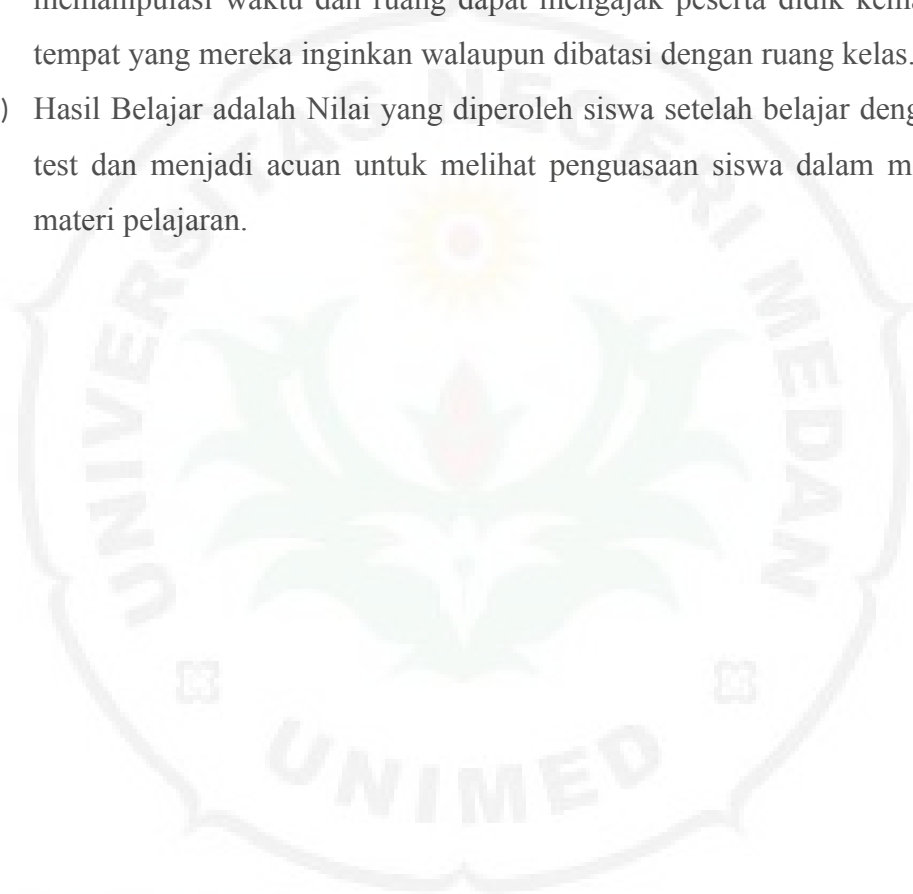 memanipulasi waktu dan ruang dapat mengajak peserta didik
tempat yang mereka inginkan walaupun dibatasi dengan ruang kelas.
) Hasil Belajar adalah Nilai yang diperoleh siswa setelah belajar
test dan menjadi acuan untuk melihat penguasaan siswa dalam
materi pelajaran.
UNIVERSITAS NEGERI MEDAN
UNIMED